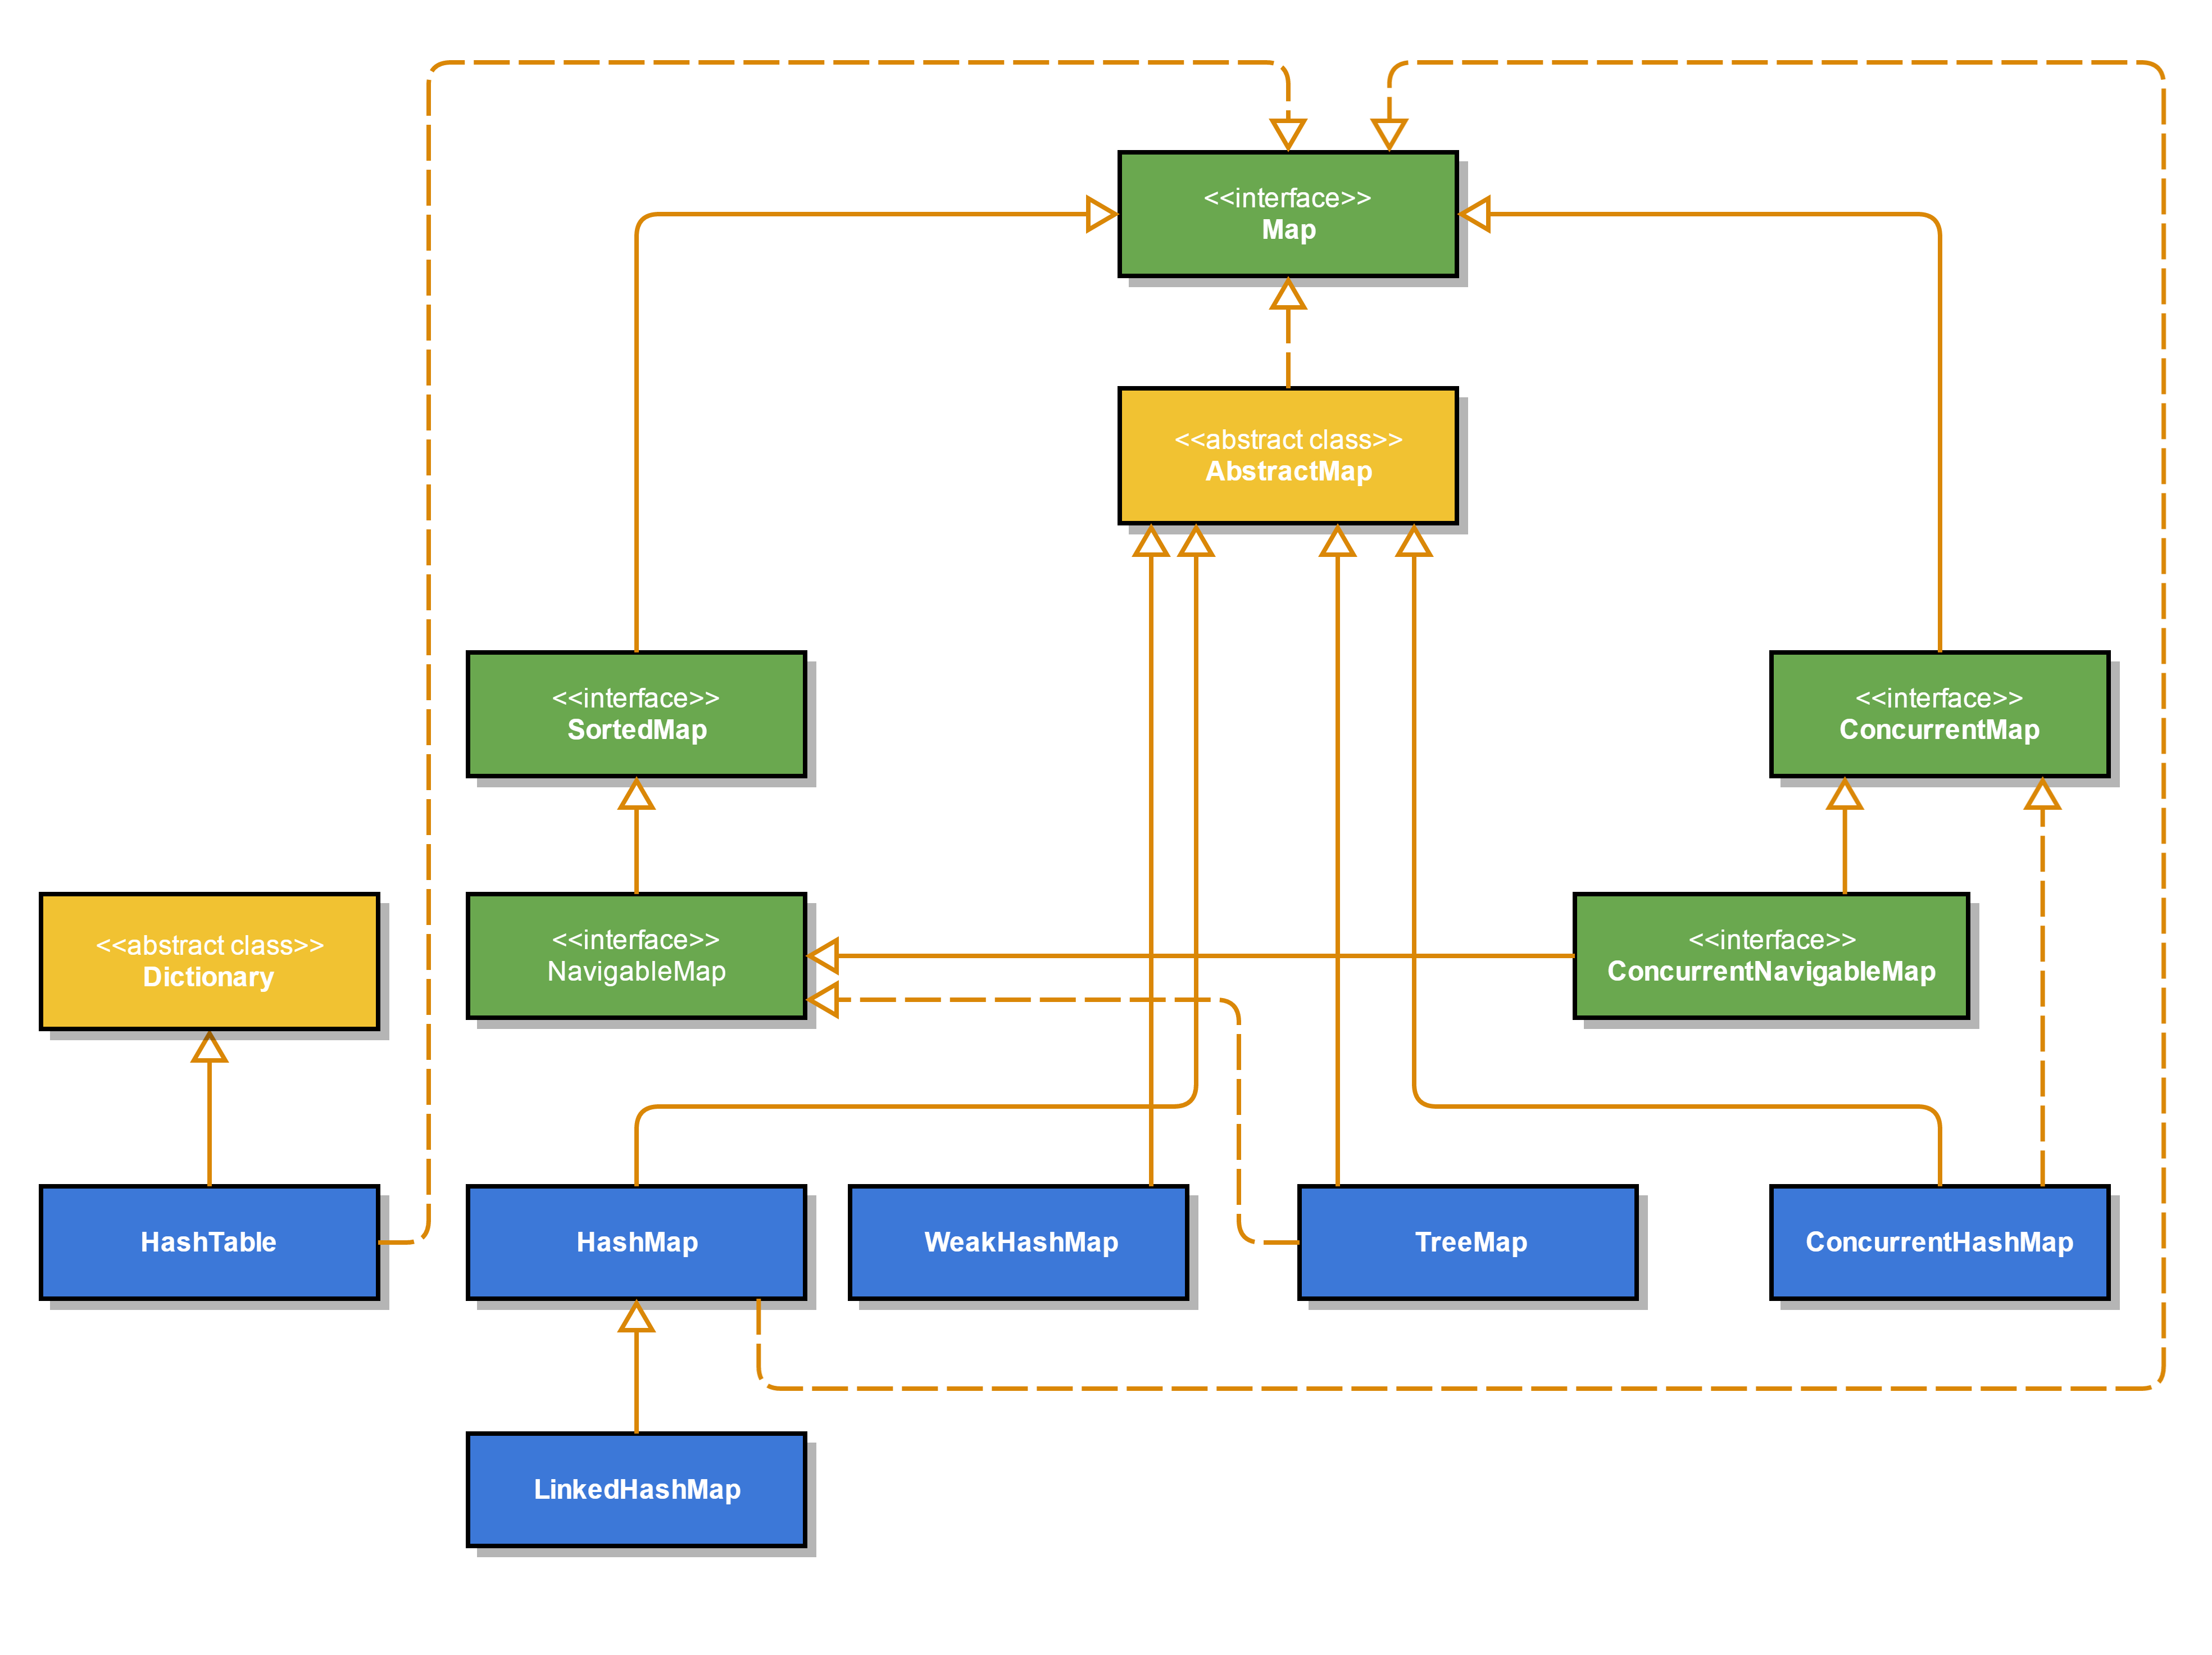 <<interface>>
Map
<<abstract class>>
AbstractMap
<<interface>>
SortedMap
<<interface>>
ConcurrentMap
<<abstract class>>
Dictionary
<<interface>>
NavigableMap
<<interface>>
ConcurrentNavigableMap
HashTable
HashMap
WeakHashMap
TreeMap
ConcurrentHashMap
LinkedHashMap